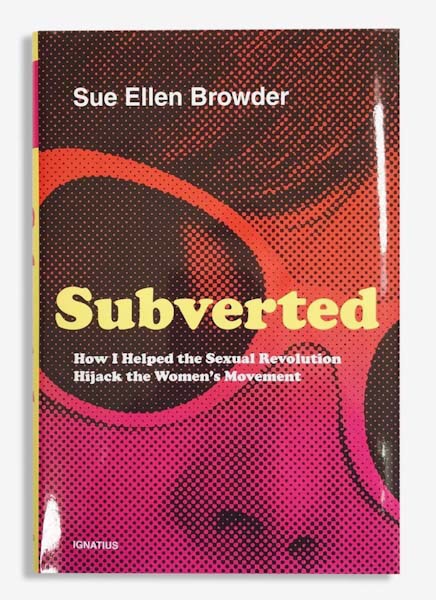 Sue Ellen Browder
Subverted
How I Helped the Sexual Revolution
Hijack the Women's Movement
IGNATIUS